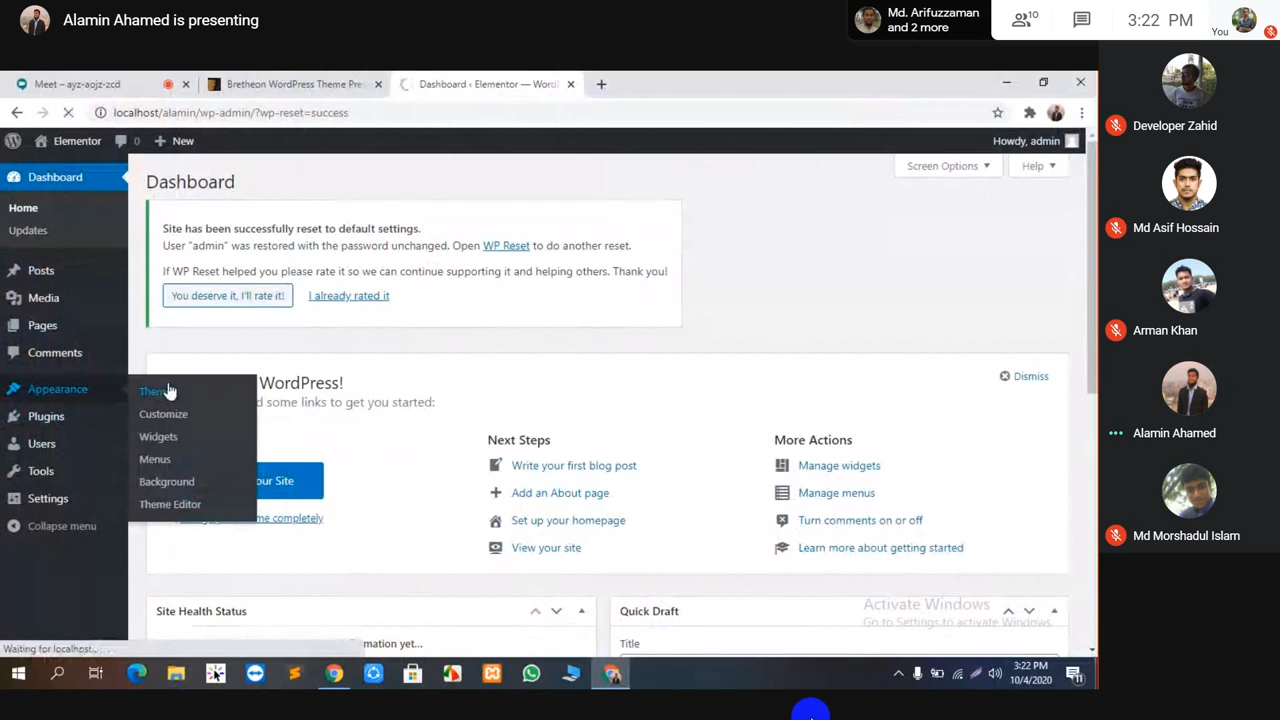 Alamin Ahamed is presenting
Md. Arifuzzaman
and 2 more
10
3:22 PM
You
Meet – ayz-aojz-zcd
Bretheon WordPress Theme Pre
Dashboard ‹ Elementor — Word
localhost/alamin/wp-admin/?wp-reset=success
Elementor
0
New
Howdy, admin
Dashboard
Home
Updates
Posts
Media
Pages
Comments
Appearance
Plugins
Users
Tools
Settings
Collapse menu
Customize
Widgets
Menus
Background
Theme Editor
Screen Options
Help
Dashboard
Site has been successfully reset to default settings.
User "admin" was restored with the password unchanged. Open WP Reset to do another reset.
If WP Reset helped you please rate it so we can continue supporting it and helping others. Thank you!
You deserve it, I'll rate it!
I already rated it
WordPress!
Dismiss
d some links to get you started:
our Site
me completely
Next Steps
Write your first blog post
Add an About page
Set up your homepage
View your site
More Actions
Manage widgets
Manage menus
Turn comments on or off
Learn more about getting started
Site Health Status
mation yet...
Quick Draft
Title
Activate Windows
Go to Settings to activate Windows.
Waiting for localhost...
3:22 PM
10/4/2020
11
Developer Zahid
Md Asif Hossain
Arman Khan
Alamin Ahamed
Md Morshadul Islam